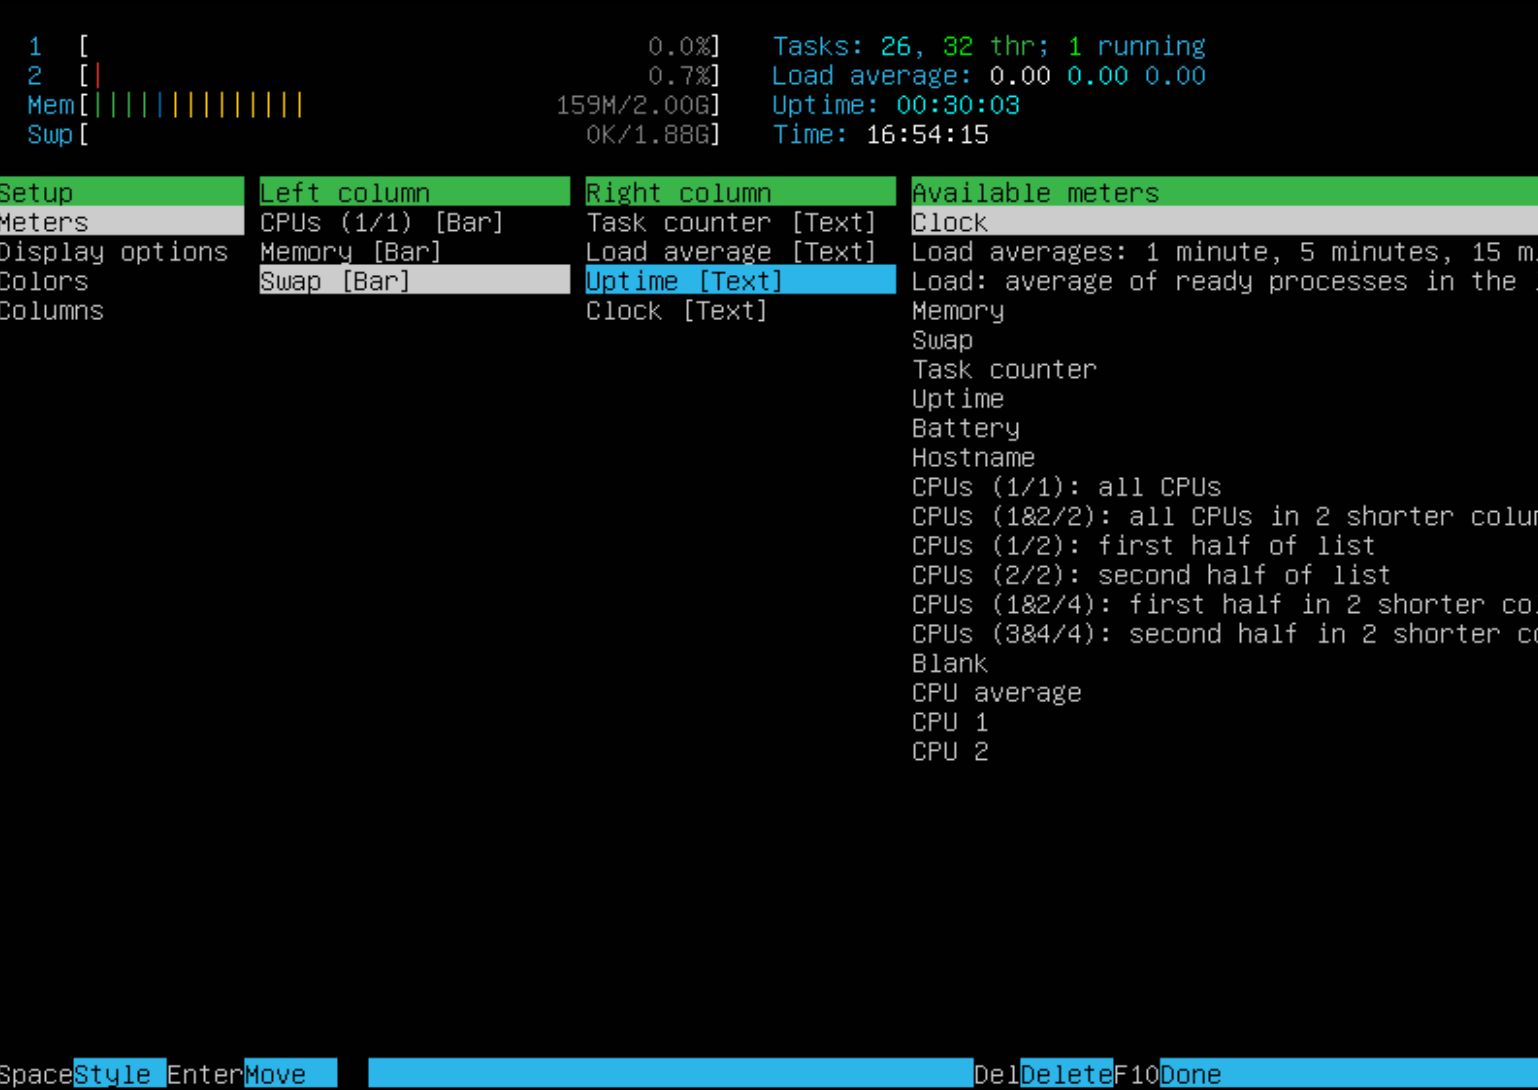 1 [ 0.0%] Tasks: 26, 32 thr; 1 running
2 [| 0.7%] Load average: 0.00 0.00 0.00
Mem[|||||||||||||| 159M/2.00G] Uptime: 00:30:03
Swp[ 0K/1.88G] Time: 16:54:15
Setup Left column Right column Available meters
Meters CPUs (1/1) [Bar] Task counter [Text] Clock
Display options Memory [Bar] Load average [Text] Load averages: 1 minute, 5 minutes, 15 m
Colors Swap [Bar] Uptime [Text] Load: average of ready processes in the
Columns Clock [Text] Memory
Swap
Task counter
Uptime
Battery
Hostname
CPUs (1/1): all CPUs
CPUs (1&2/2): all CPUs in 2 shorter colum
CPUs (1/2): first half of list
CPUs (2/2): second half of list
CPUs (1&2/4): first half in 2 shorter co
CPUs (3&4/4): second half in 2 shorter co
Blank
CPU average
CPU 1
CPU 2
SpaceStyle EnterMove DelDeleteF10Done